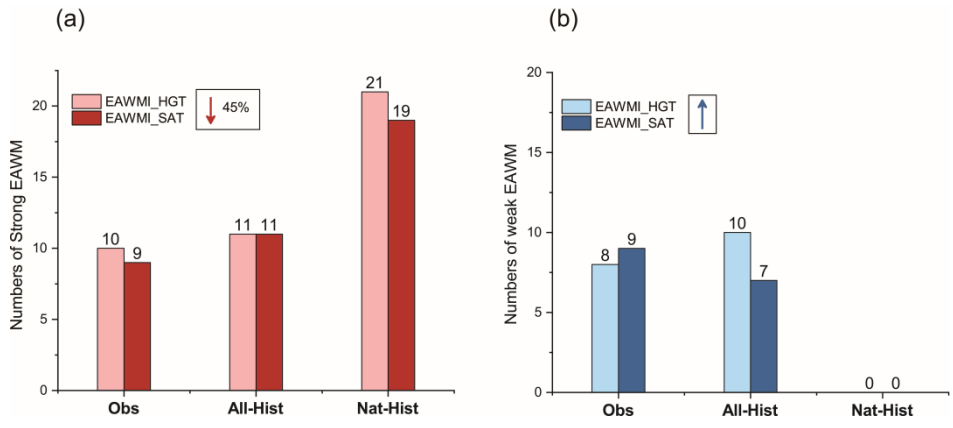 (a)
Numbers of Strong EAWM
20
15
10
5
0
EAWMI_HGT
EAWMI_SAT
45%
10
9
11
11
21
19
Obs
All-Hist
Nat-Hist
(b)
Numbers of weak EAWM
20
15
10
5
0
EAWMI_HGT
EAWMI_SAT
8
9
10
7
0
0
Obs
All-Hist
Nat-Hist